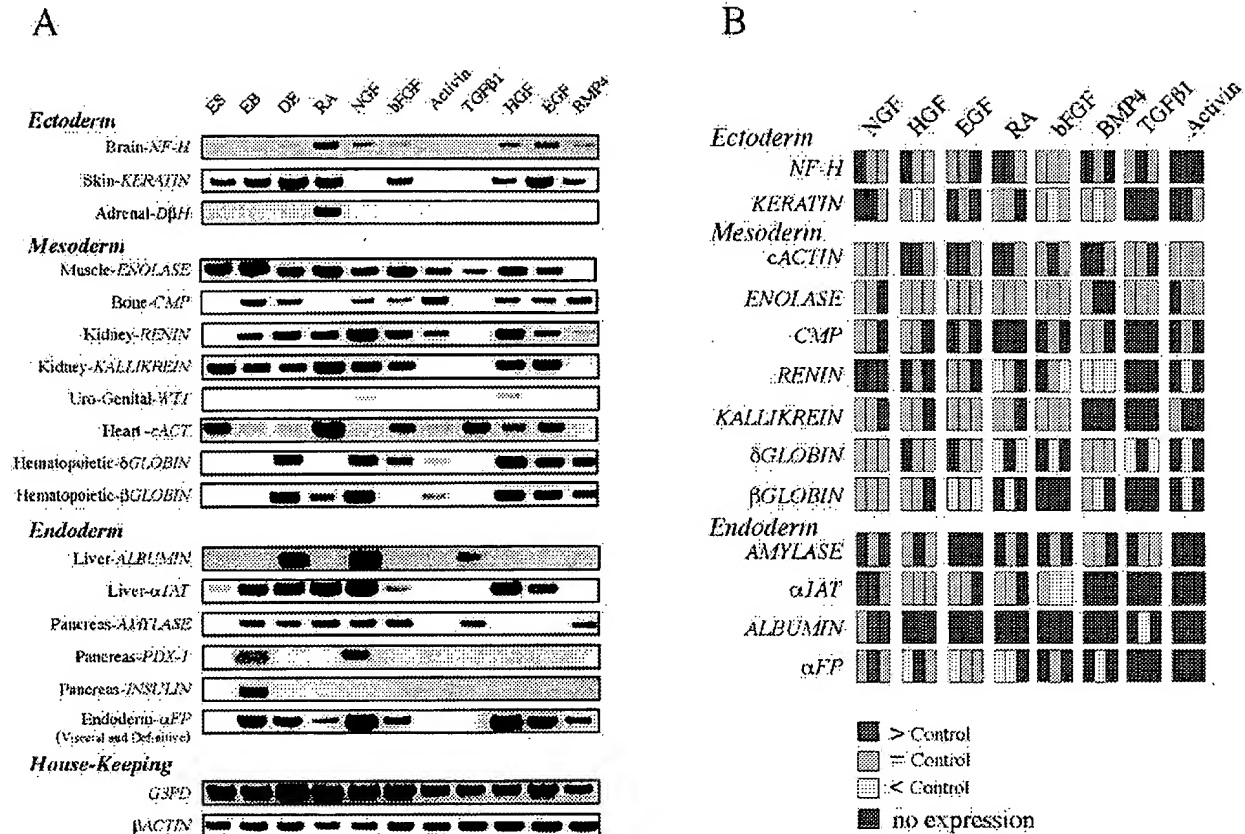 A
ES EB DE RA NGF bFGF Activin TGFβ1 HGF EGF BMP4
Ectoderm
Brain-NF-H
Skin-KERATIN
Adrenal-DβH
Mesoderm
Muscle-ENOLASE
Bone-CMP
Kidney-RENIN
Kidney-KALLIKREIN
Uro-Genital-WT1
Heart-cACT
Hematopoietic-δGLOBIN
Hematopoietic-βGLOBIN
Endoderm
Liver-ALBUMIN
Liver-α1AT
Pancreas-AMYLASE
Pancreas-PDX-1
Pancreas-INSULIN
Endoderm-αFP
(Visceral and Definitive)
House-Keeping
G3PD
βACTIN
B
NGF HGF EGF RA bFGF BMP4 TGFβ1 Activin
Ectoderm
NF-H
KERATIN
Mesoderm
cACTIN
ENOLASE
CMP
RENIN
KALLIKREIN
δGLOBIN
βGLOBIN
Endoderm
AMYLASE
α1AT
ALBUMIN
αFP
> Control
= Control
< Control
no expression